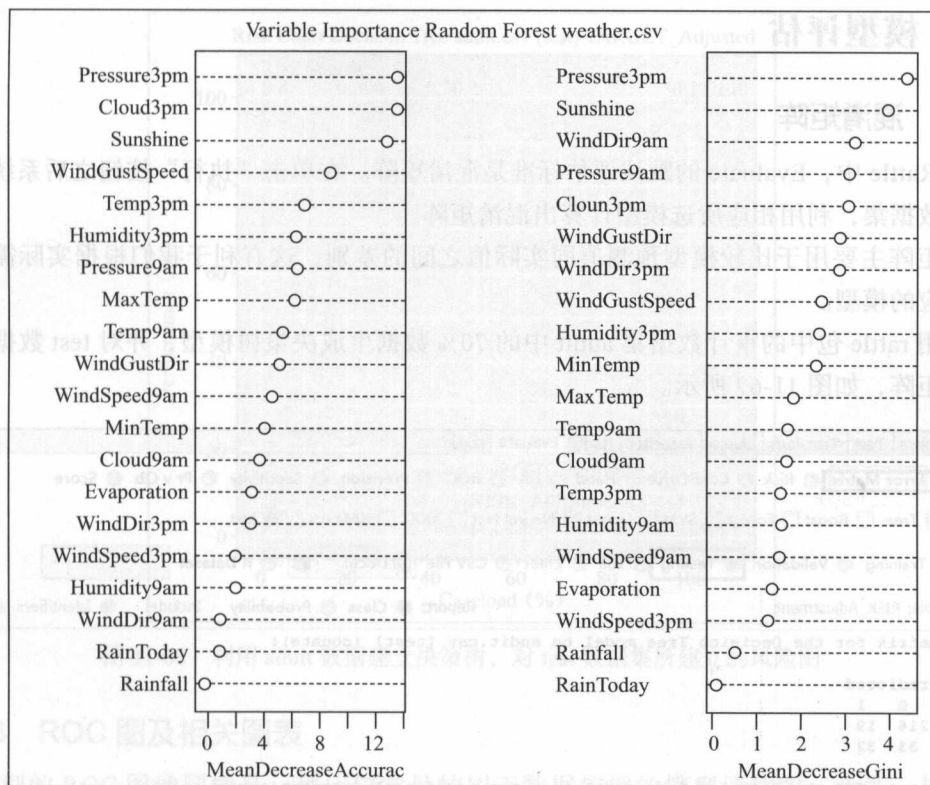 Variable Importance Random Forest weather.csv
Pressure3pm
Cloud3pm
Sunshine
WindGustSpeed
Temp3pm
Humidity3pm
Pressure9am
MaxTemp
Temp9am
WindGustDir
WindSpeed9am
MinTemp
Cloud9am
Evaporation
WindDir3pm
WindSpeed3pm
Humidity9am
WindDir9am
RainToday
Rainfall
0 4 8 12
MeanDecreaseAccurac
Pressure3pm
Sunshine
WindDir9am
Pressure9am
Cloun3pm
WindGustDir
WindDir3pm
WindGustSpeed
Humidity3pm
MinTemp
MaxTemp
Temp9am
Cloud9am
Temp3pm
Humidity9am
WindSpeed9am
Evaporation
WindSpeed3pm
Rainfall
RainToday
0 1 2 3 4
MeanDecreaseGini